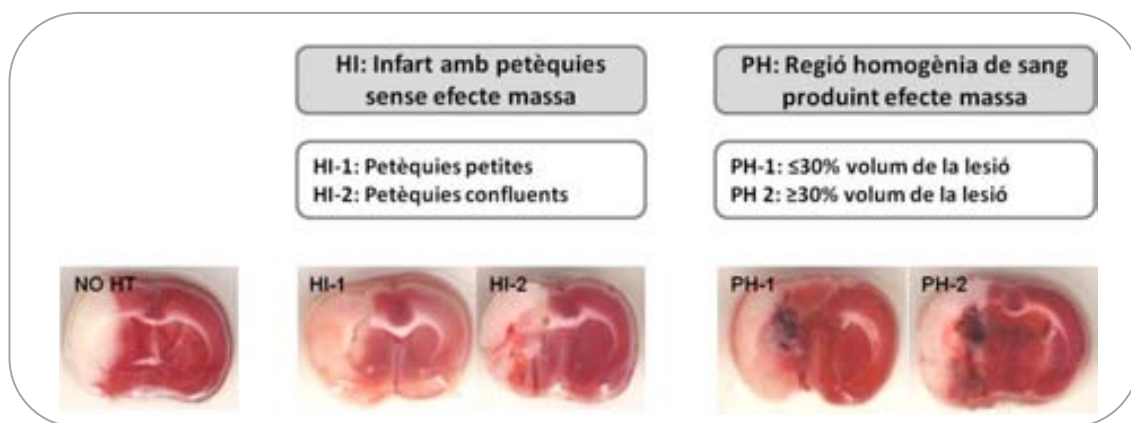 HI: Infart amb petèquies
sense efecte massa
PH: Regió homogènia de sang
produint efecte massa
HI-1: Petèquies petites
HI-2: Petèquies confluents
PH-1: ≤30% volum de la lesió
PH 2: ≥30% volum de la lesió
NO HT
HI-1
HI-2
PH-1
PH-2